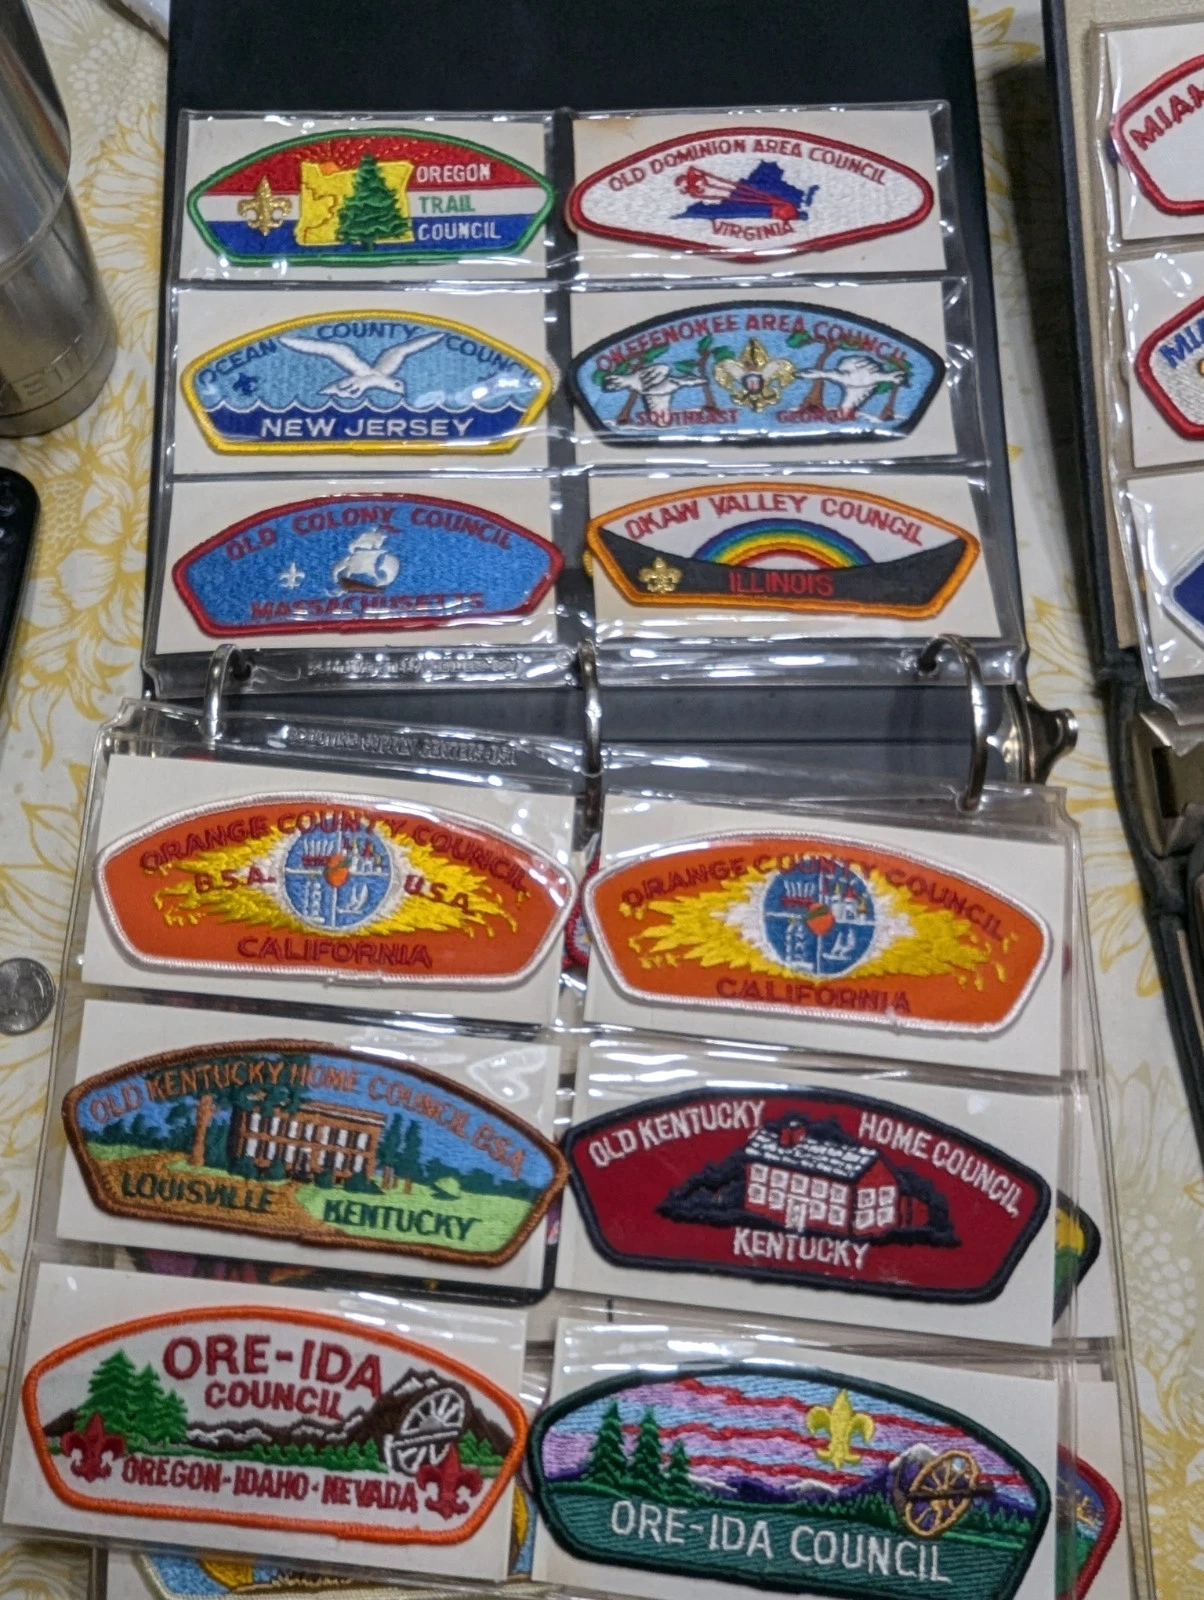 OREGON
TRAIL
COUNCIL
OLD DOMINION AREA COUNCIL
VIRGINIA
OCEAN COUNTY COUNCIL
NEW JERSEY
OKEFENOKEE AREA COUNCIL
SOUTHEAST GEORGIA
OLD COLONY COUNCIL
MASSACHUSETTS
OKAW VALLEY COUNCIL
ILLINOIS
ORANGE COUNTY COUNCIL
B.S.A. U.S.A.
CALIFORNIA
ORANGE COUNTY COUNCIL
CALIFORNIA
OLD KENTUCKY HOME COUNCIL B.S.A.
LOUISVILLE KENTUCKY
OLD KENTUCKY HOME COUNCIL
KENTUCKY
ORE-IDA
COUNCIL
OREGON-IDAHO-NEVADA
ORE-IDA COUNCIL